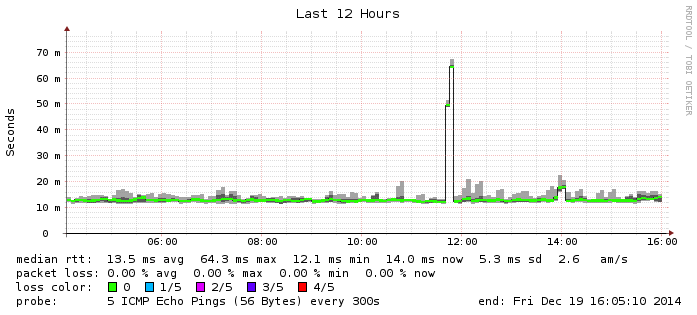 Last 12 Hours
RRDTOOL / TOBI OETIKER
Seconds
70 m
60 m
50 m
40 m
30 m
20 m
10 m
0
06:00 08:00 10:00 12:00 14:00 16:00
median rtt: 13.5 ms avg 64.3 ms max 12.1 ms min 14.0 ms now 5.3 ms sd 2.6 am/s
packet loss: 0.00 % avg 0.00 % max 0.00 % min 0.00 % now
loss color: 0 1/5 2/5 3/5 4/5
probe: 5 ICMP Echo Pings (56 Bytes) every 300s end: Fri Dec 19 16:05:10 2014